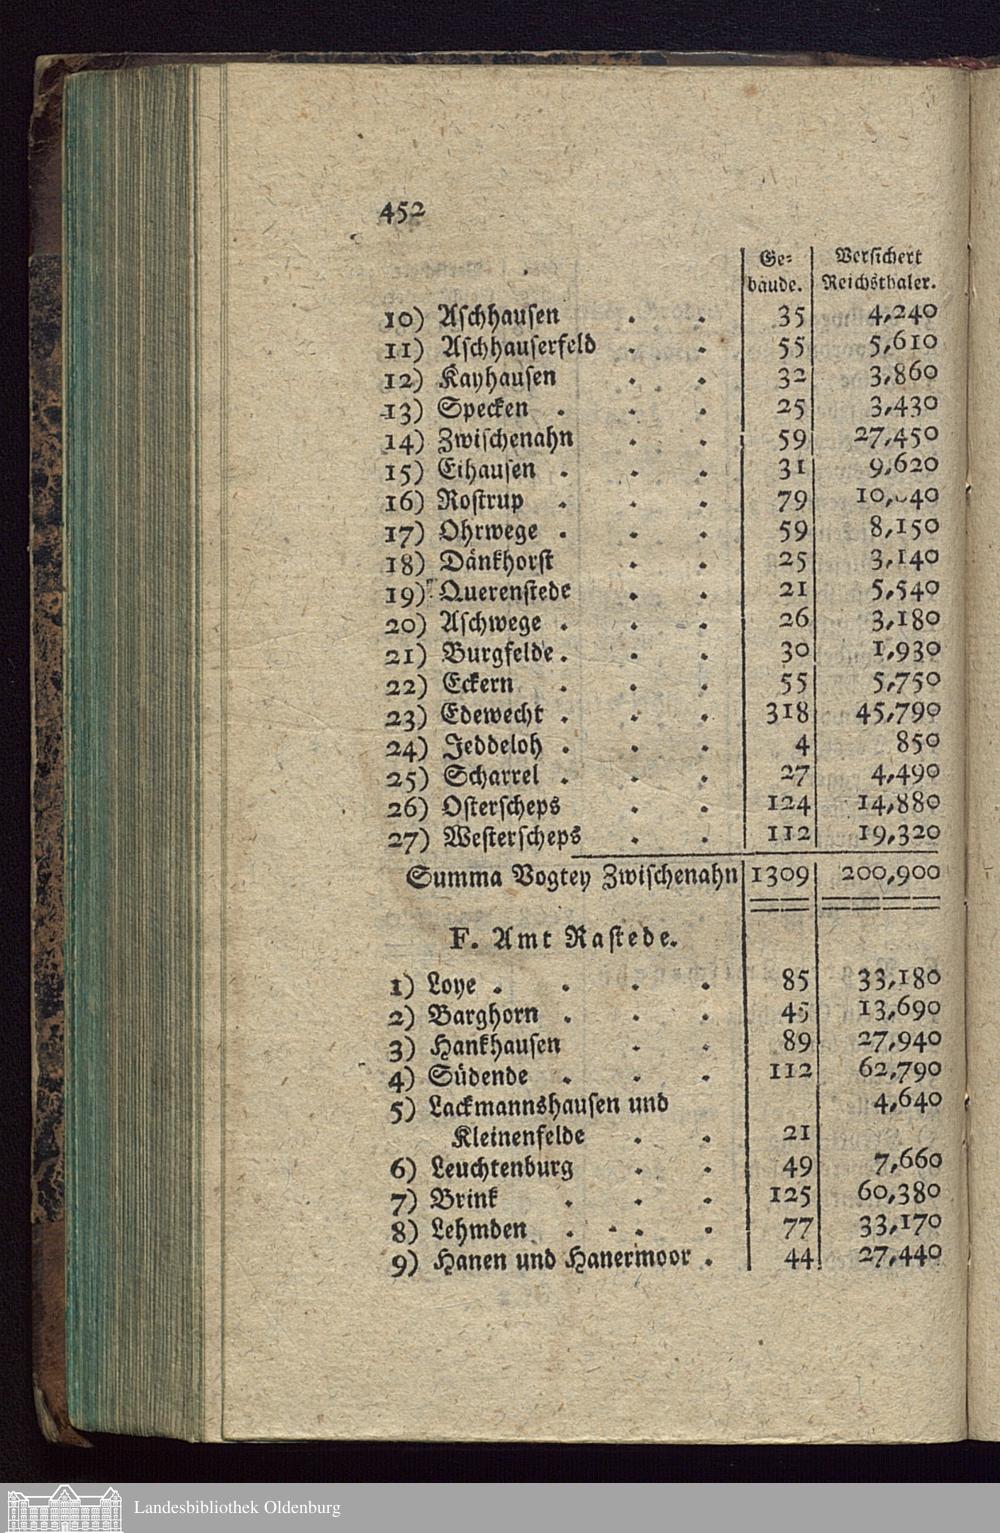 452
Ge= Versichert
bäude. Reichsthaler.
10) Aschhausen . . 35 4,240
11) Aschhauserfeld . . 55 5,610
12) Kayhausen . . 32 3,860
13) Specken . . . 25 3,430
14) Zwischenahn . . 59 27,450
15) Eihausen . . . 31 9,620
16) Rostrup . . . 79
17) Ohrwege . . . 59 8,150
18) Dänkhorst . . 25 3,140
19) Querenstede . . 21 5,540
20) Aschwege . . . 26 3,180
21) Burgfelde . . . 30 1,930
22) Eckern . . . 55 5,750
23) Edewecht . . . 318 45,790
24) Jeddeloh . . . 4 850
25) Scharrel . . . 27 4,490
26) Osterscheps . . 124 14,880
27) Westerscheps . . 112 19,320
Summa Vogtey Zwischenahn 1309 200,900
F. Amt Rastede.
1) Loye . . . . 85 33,180
2) Barghorn . . . 45 13,690
3) Hankhausen . . 89 27,940
4) Südende . . . 112 62,790
5) Lackmannshausen und 4,640
Kleinenfelde . . 21
6) Leuchtenburg . . 49 7,660
7) Brink . . . 125 60,380
8) Lehmden . . . 77 33,170
9) Hanen und Hanermoor . 44 27,440
Landesbibliothek Oldenburg